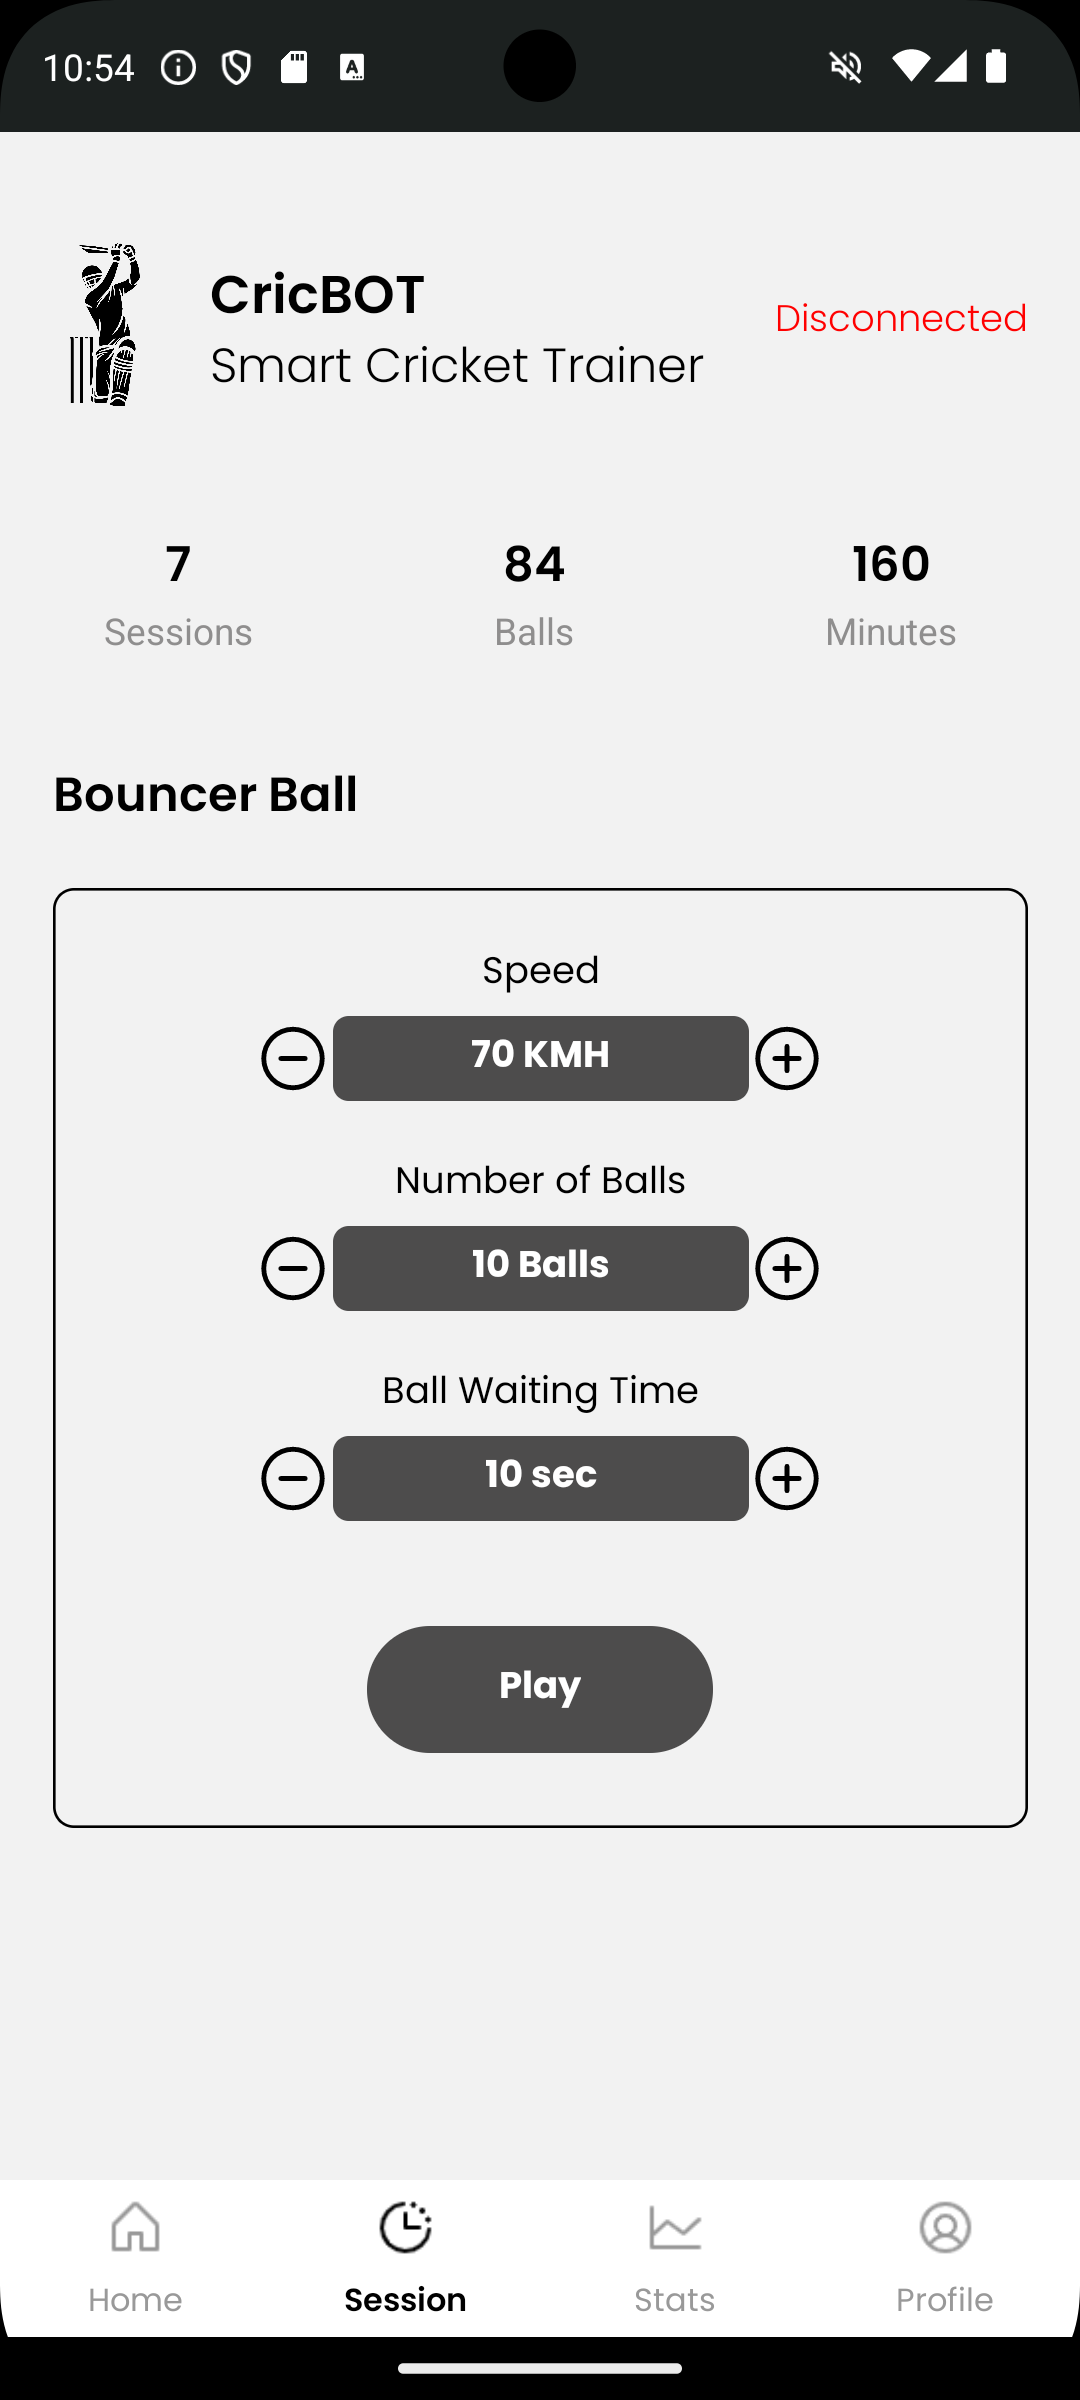 10:54
CricBOT
Smart Cricket Trainer
Disconnected
7
84
160
Sessions
Balls
Minutes
Bouncer Ball
Speed
70 KMH
Number of Balls
10 Balls
Ball Waiting Time
10 sec
Play
Home
Session
Stats
Profile